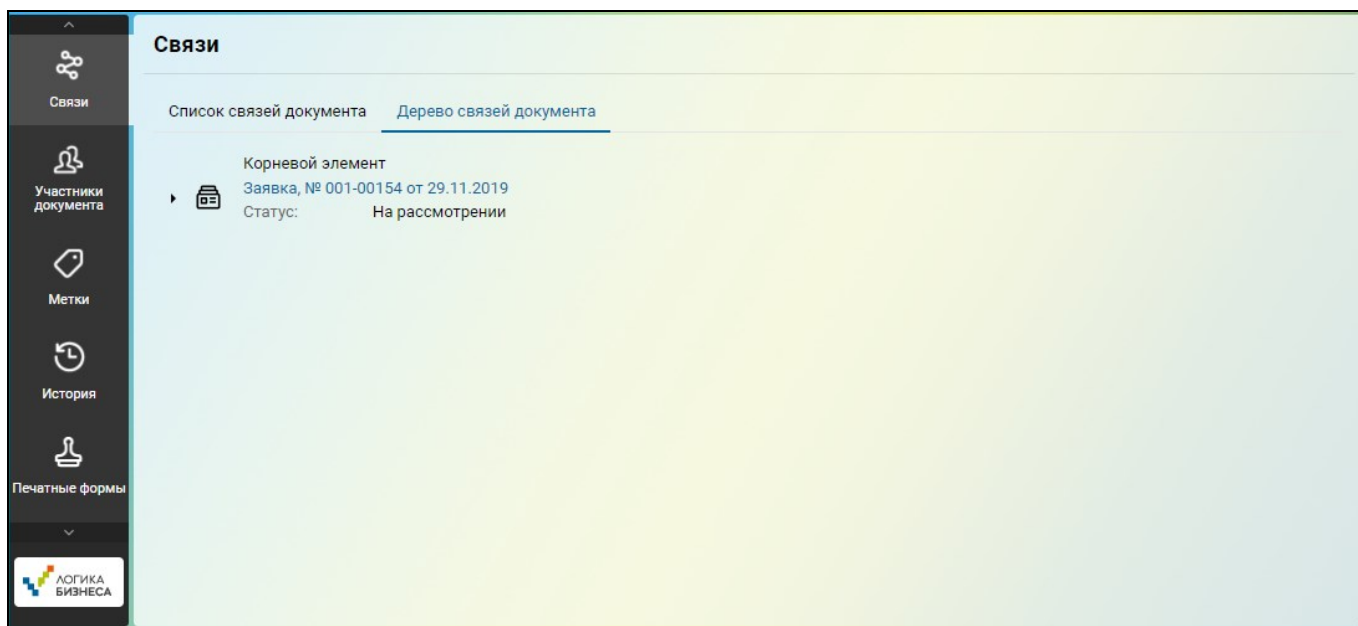 Связи
Участники
документа
Метки
История
Печатные формы
ЛОГИКА
БИЗНЕСА
Связи
Список связей документа
Дерево связей документа
Корневой элемент
Заявка, № 001-00154 от 29.11.2019
Статус: На рассмотрении